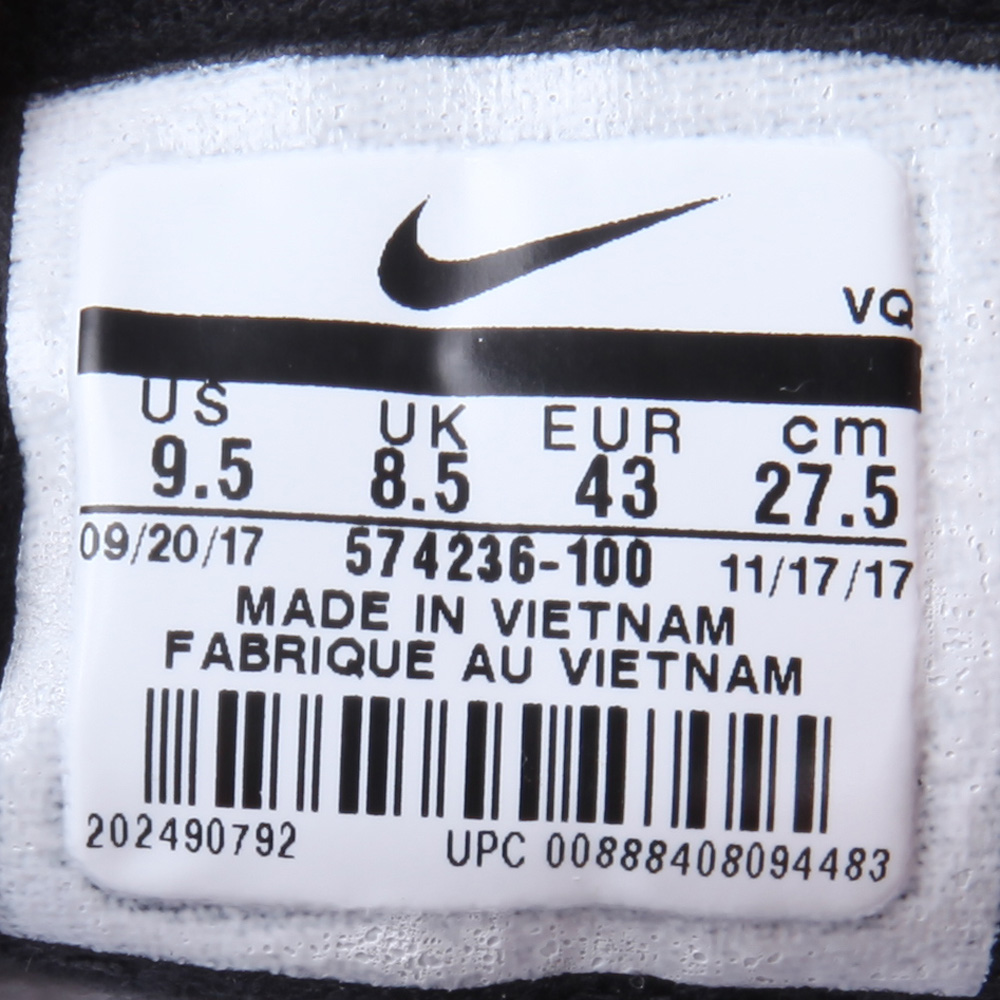 VQ
US UK EUR cm
9.5 8.5 43 27.5
09/20/17 574236-100 11/17/17
MADE IN VIETNAM
FABRIQUE AU VIETNAM
202490792 UPC 00888408094483